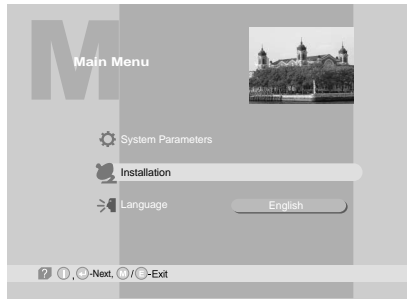 M
Main Menu
System Parameters
Installation
Language English
? I , -Next, M / E -Exit